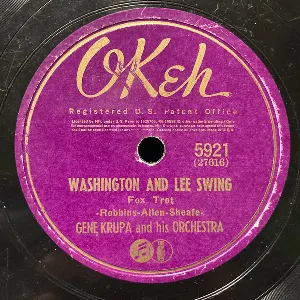 OKeh
Registered U.S. Patent Office
5921
(27616)
WASHINGTON AND LEE SWING
Fox Trot
-Robbins-Allen-Sheafe-
GENE KRUPA and his ORCHESTRA